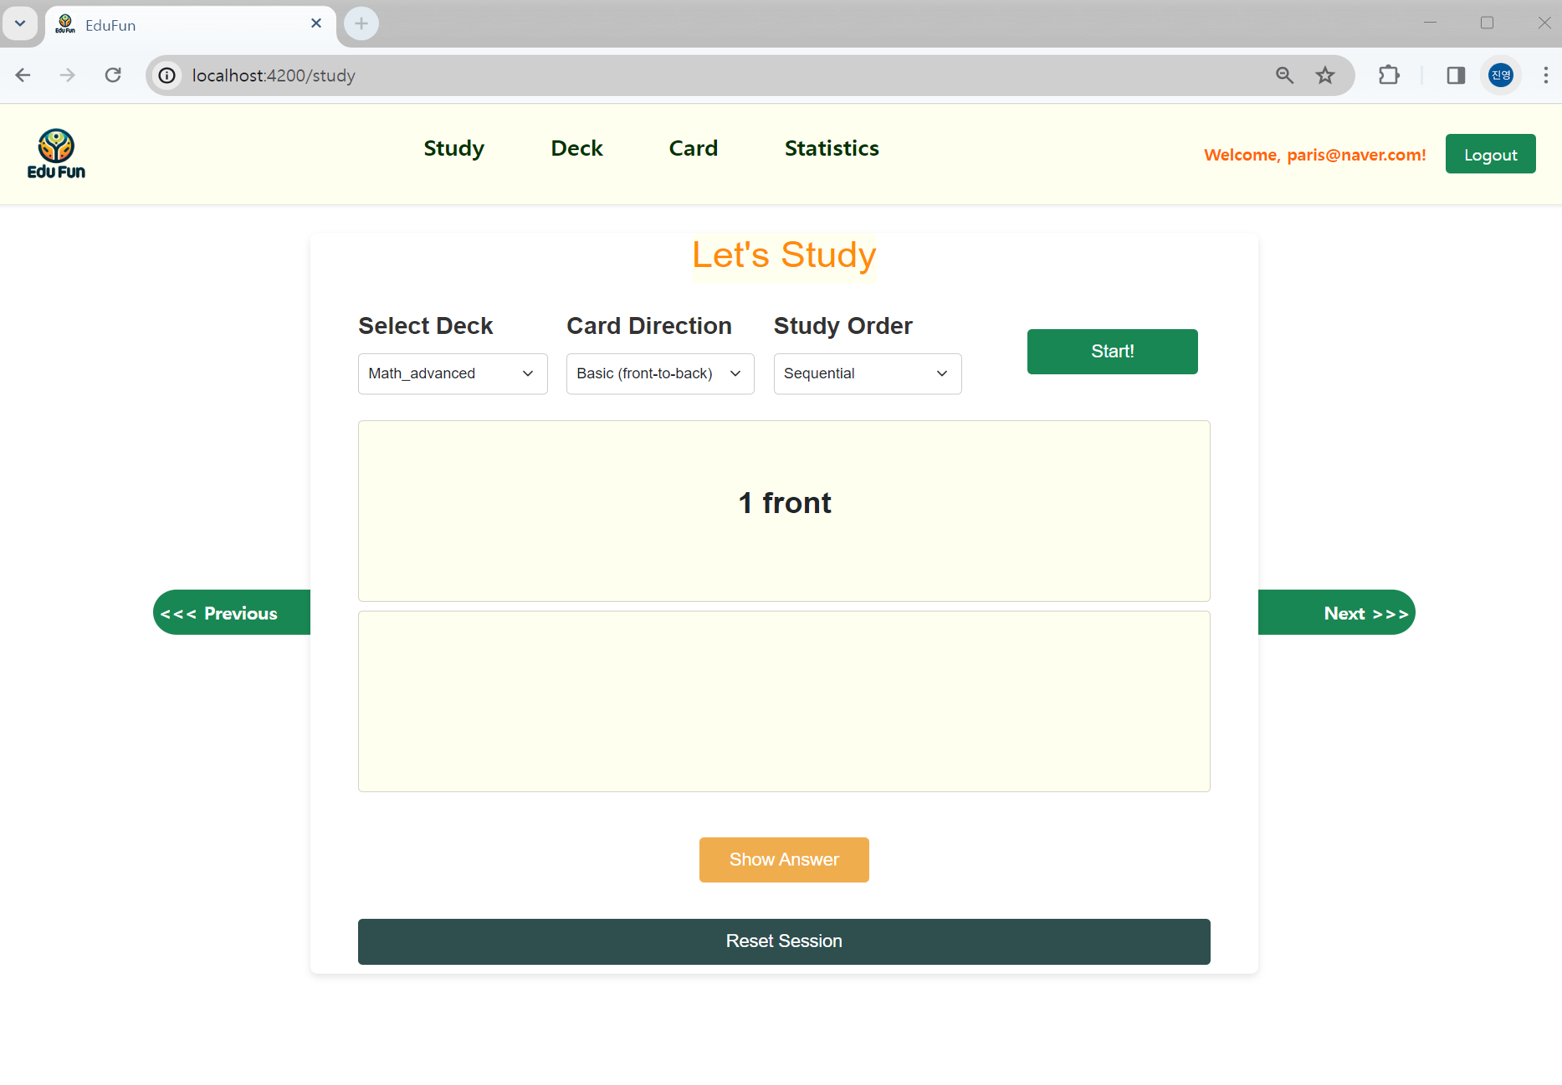 Edu Fun EduFun
localhost:4200/study
진영
Edu Fun
Study Deck Card Statistics
Welcome, paris@naver.com! Logout
Let's Study
Select Deck Card Direction Study Order
Math_advanced Basic (front-to-back) Sequential Start!
1 front
<<< Previous Next >>>
Show Answer
Reset Session